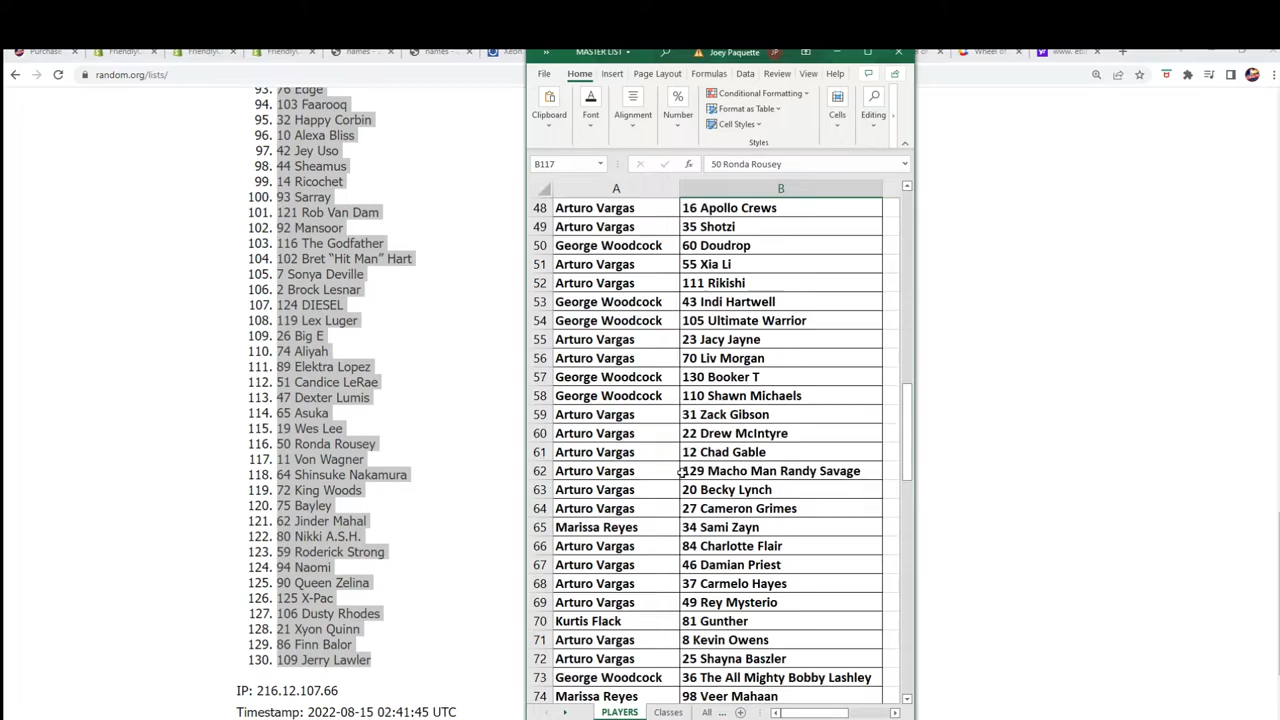 Purchase
FriendlyC
FriendlyC
FriendlyC
names -
names -
Xeon
MASTER LIST
Joey Paquette
JP
Wheel of
www. eb
random.org/lists/
File Home Insert Page Layout Formulas Data Review View Help
Clipboard
Font
Alignment
Number
Conditional Formatting
Format as Table
Cell Styles
Styles
Cells
Editing
B117
fx
50 Ronda Rousey
93. 76 Edge
94. 103 Faarooq
95. 32 Happy Corbin
96. 10 Alexa Bliss
97. 42 Jey Uso
98. 44 Sheamus
99. 14 Ricochet
100. 93 Sarray
101. 121 Rob Van Dam
102. 92 Mansoor
103. 116 The Godfather
104. 102 Bret “Hit Man” Hart
105. 7 Sonya Deville
106. 2 Brock Lesnar
107. 124 DIESEL
108. 119 Lex Luger
109. 26 Big E
110. 74 Aliyah
111. 89 Elektra Lopez
112. 51 Candice LeRae
113. 47 Dexter Lumis
114. 65 Asuka
115. 19 Wes Lee
116. 50 Ronda Rousey
117. 11 Von Wagner
118. 64 Shinsuke Nakamura
119. 72 King Woods
120. 75 Bayley
121. 62 Jinder Mahal
122. 80 Nikki A.S.H.
123. 59 Roderick Strong
124. 94 Naomi
125. 90 Queen Zelina
126. 125 X-Pac
127. 106 Dusty Rhodes
128. 21 Xyon Quinn
129. 86 Finn Balor
130. 109 Jerry Lawler
IP: 216.12.107.66
Timestamp: 2022-08-15 02:41:45 UTC
A B
48 Arturo Vargas 16 Apollo Crews
49 Arturo Vargas 35 Shotzi
50 George Woodcock 60 Doudrop
51 Arturo Vargas 55 Xia Li
52 Arturo Vargas 111 Rikishi
53 George Woodcock 43 Indi Hartwell
54 George Woodcock 105 Ultimate Warrior
55 Arturo Vargas 23 Jacy Jayne
56 Arturo Vargas 70 Liv Morgan
57 George Woodcock 130 Booker T
58 George Woodcock 110 Shawn Michaels
59 Arturo Vargas 31 Zack Gibson
60 Arturo Vargas 22 Drew McIntyre
61 Arturo Vargas 12 Chad Gable
62 Arturo Vargas 129 Macho Man Randy Savage
63 Arturo Vargas 20 Becky Lynch
64 Arturo Vargas 27 Cameron Grimes
65 Marissa Reyes 34 Sami Zayn
66 Arturo Vargas 84 Charlotte Flair
67 Arturo Vargas 46 Damian Priest
68 Arturo Vargas 37 Carmelo Hayes
69 Arturo Vargas 49 Rey Mysterio
70 Kurtis Flack 81 Gunther
71 Arturo Vargas 8 Kevin Owens
72 Arturo Vargas 25 Shayna Baszler
73 George Woodcock 36 The All Mighty Bobby Lashley
74 Marissa Reyes 98 Veer Mahaan
PLAYERS Classes All ...